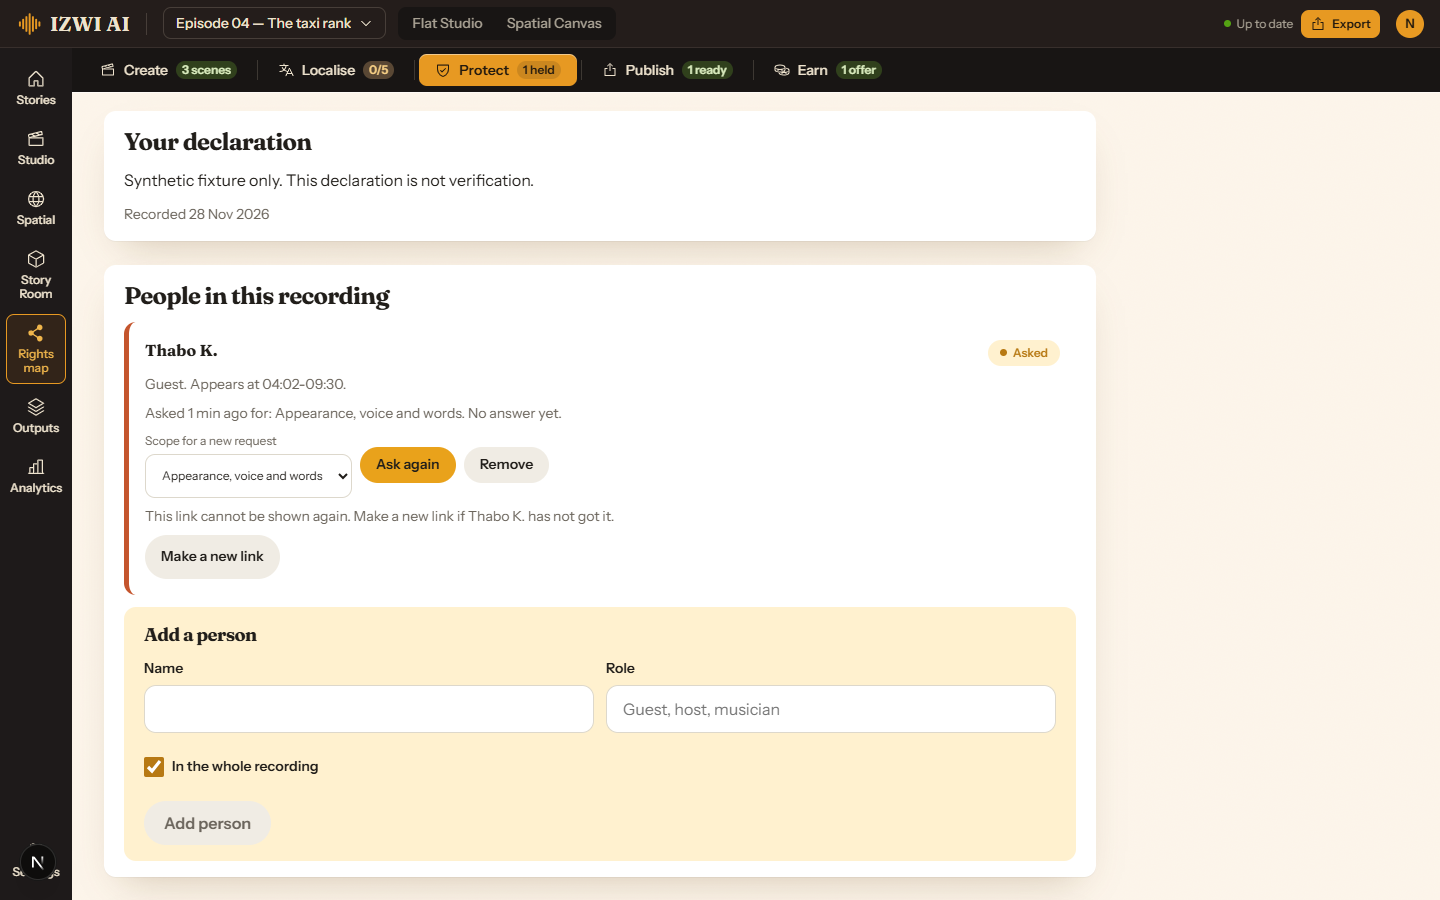 IZWI AI
Episode 04 — The taxi rank
Flat Studio
Spatial Canvas
Up to date
Export
N
Create 3 scenes
Localise 0/5
Protect 1 held
Publish 1 ready
Earn 1 offer
Stories
Studio
Spatial
Story
Room
Rights
map
Outputs
Analytics
N
Your declaration
Synthetic fixture only. This declaration is not verification.
Recorded 28 Nov 2026
People in this recording
Thabo K.
Asked
Guest. Appears at 04:02–09:30.
Asked 1 min ago for: Appearance, voice and words. No answer yet.
Scope for a new request
Appearance, voice and words
Ask again
Remove
This link cannot be shown again. Make a new link if Thabo K. has not got it.
Make a new link
Add a person
Name
Role
Guest, host, musician
In the whole recording
Add person